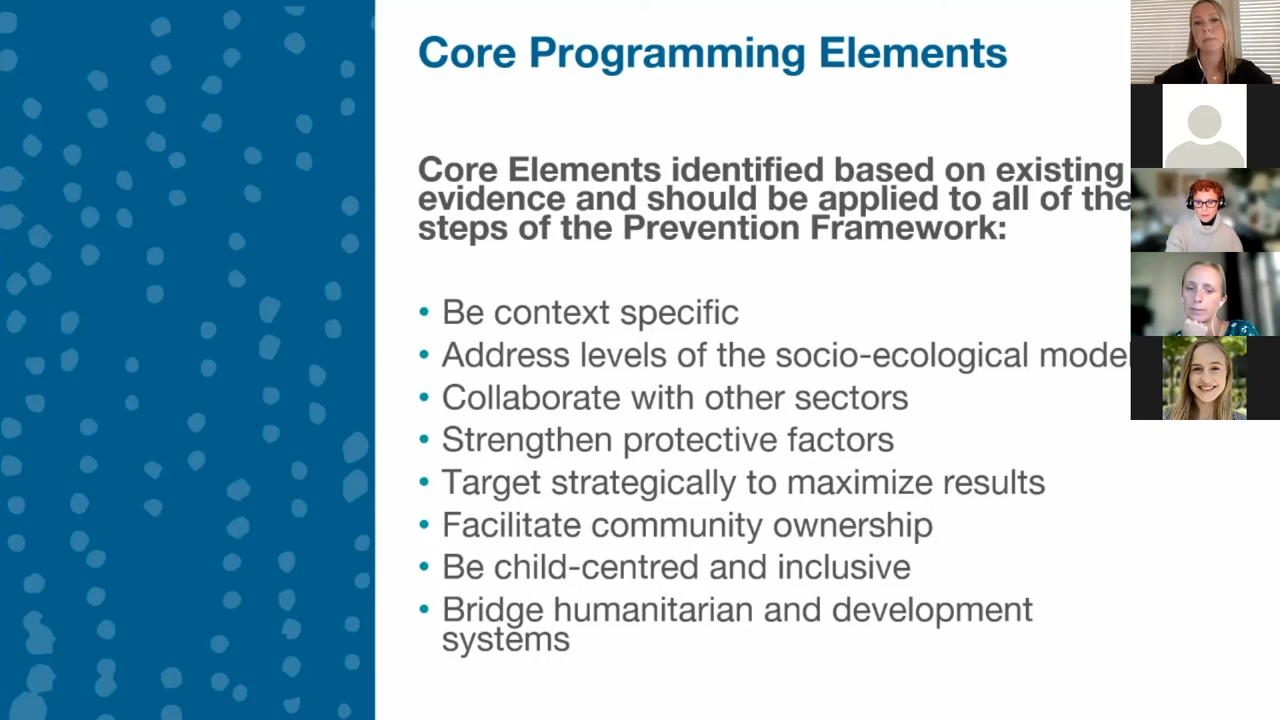 Core Programming Elements
Core Elements identified based on existing
evidence and should be applied to all of the
steps of the Prevention Framework:
• Be context specific
• Address levels of the socio-ecological model
• Collaborate with other sectors
• Strengthen protective factors
• Target strategically to maximize results
• Facilitate community ownership
• Be child-centred and inclusive
• Bridge humanitarian and development
systems